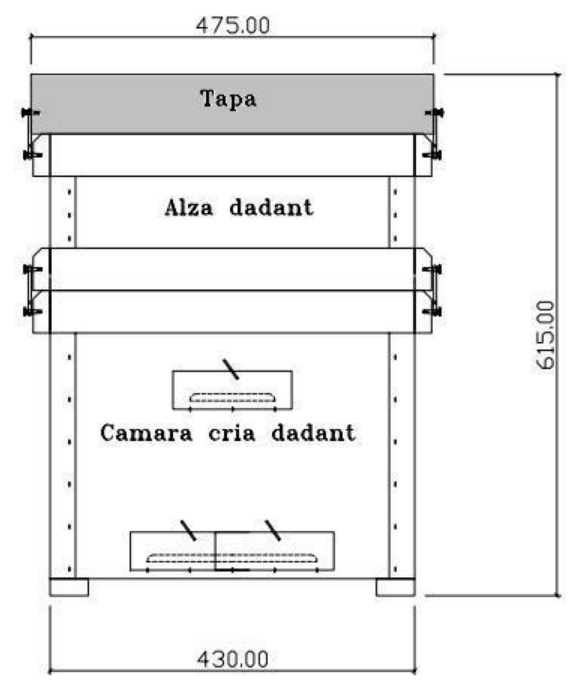 475.00
Tapa
Alza dadant
615.00
Camara cria dadant
430.00